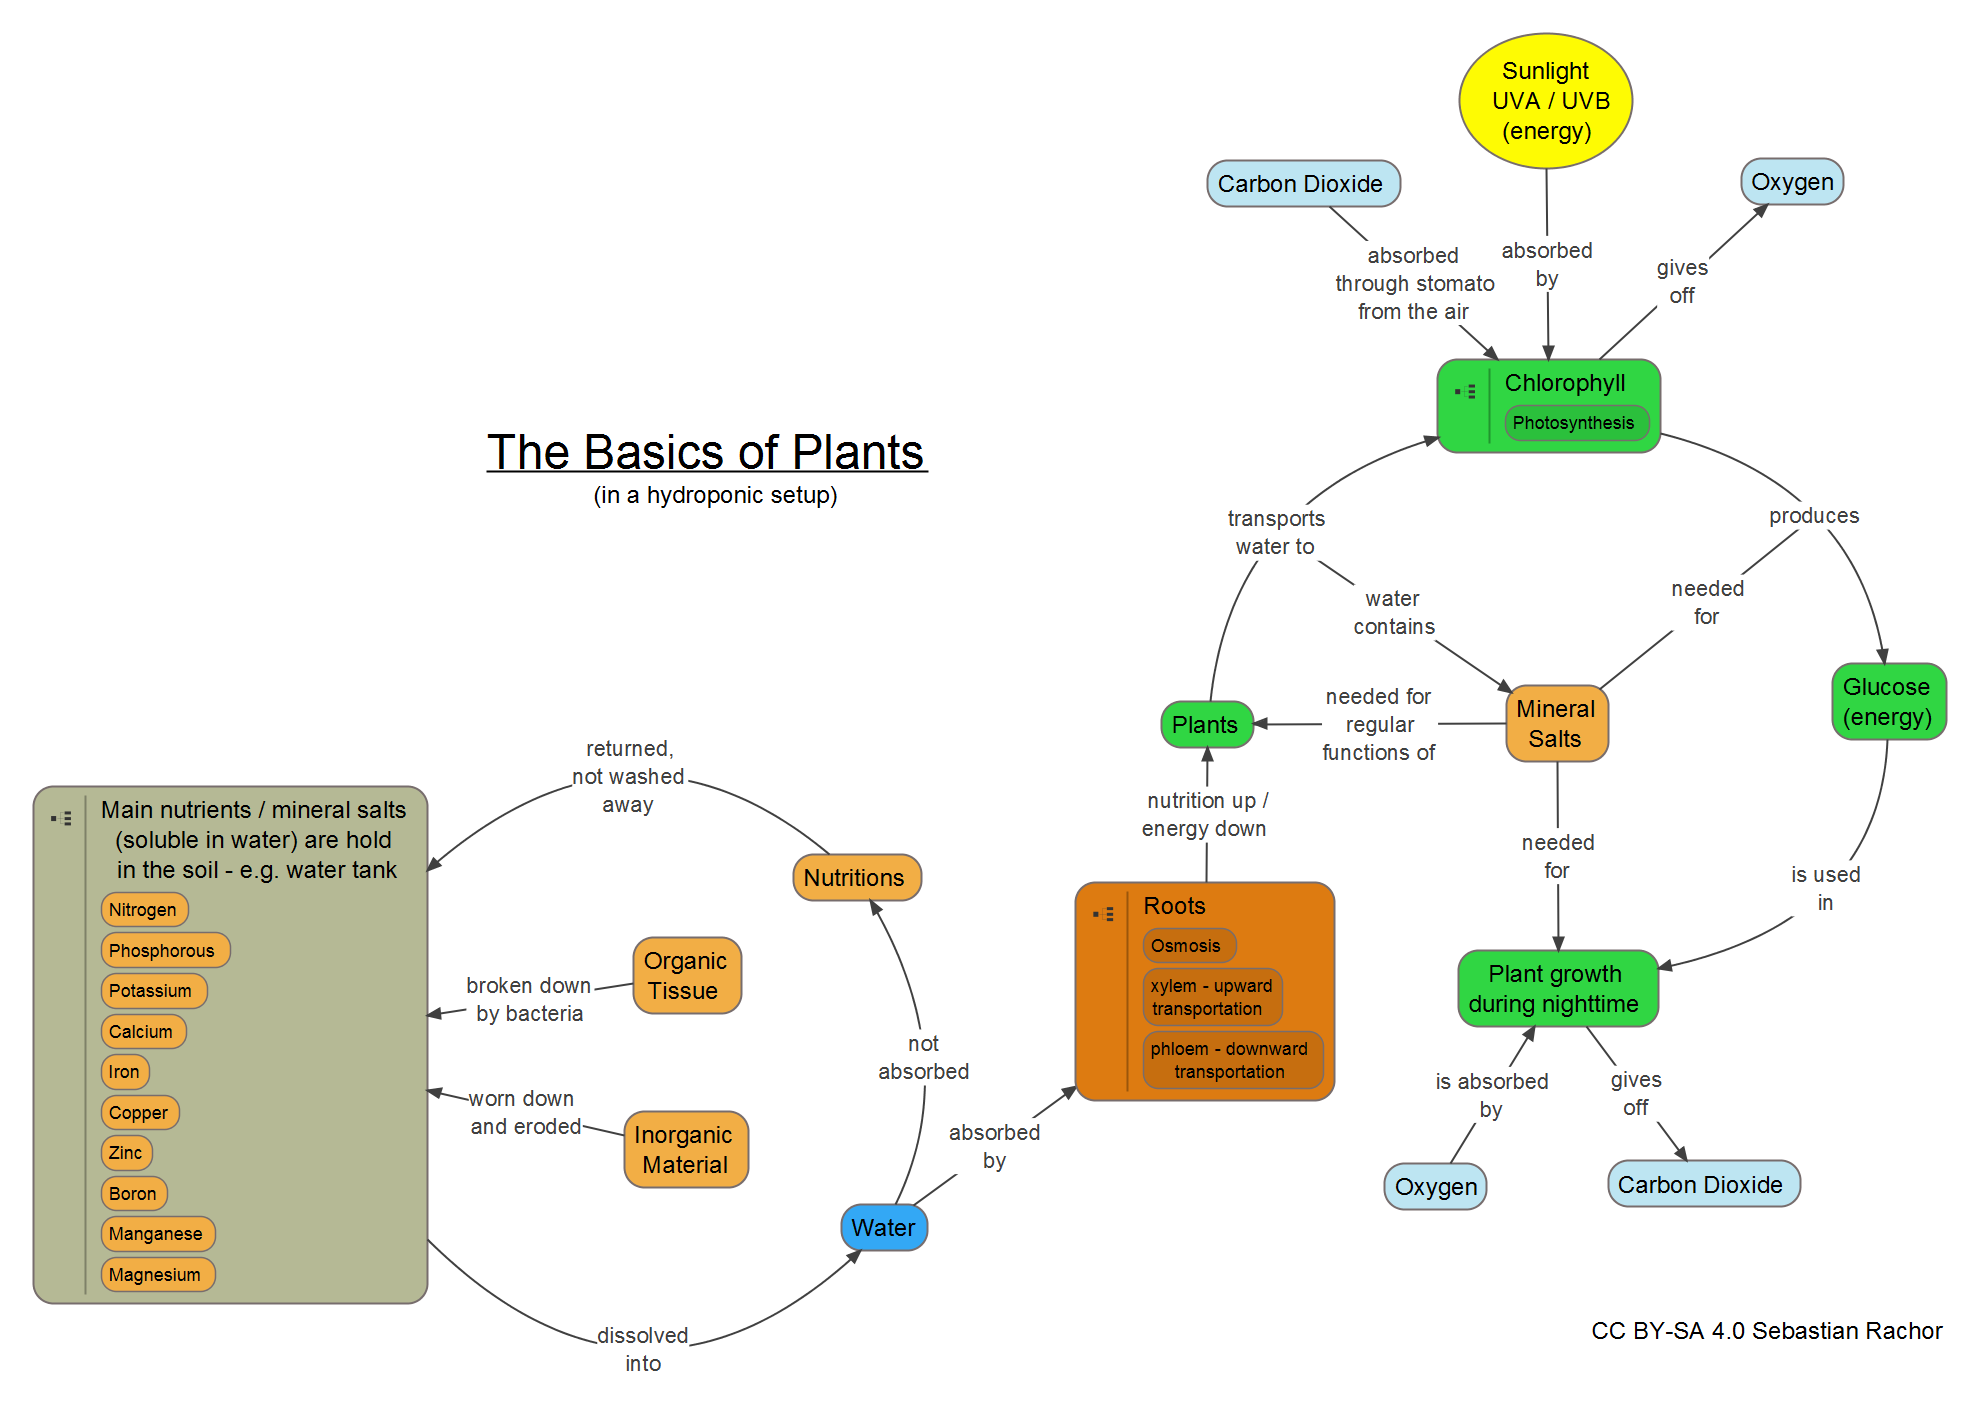 Sunlight
UVA / UVB
(energy)
Carbon Dioxide
Oxygen
absorbed
through stomato
from the air
absorbed
by
gives
off
Chlorophyll
Photosynthesis
The Basics of Plants
(in a hydroponic setup)
transports
water to
produces
water
contains
needed
for
Plants
needed for
regular
functions of
Mineral
Salts
Glucose
(energy)
returned,
not washed
away
nutrition up /
energy down
needed
for
is used
in
Main nutrients / mineral salts
(soluble in water) are hold
in the soil - e.g. water tank
Nitrogen
Phosphorous
Potassium
Calcium
Iron
Copper
Zinc
Boron
Manganese
Magnesium
Nutritions
Organic
Tissue
broken down
by bacteria
worn down
and eroded
Inorganic
Material
not
absorbed
absorbed
by
Water
dissolved
into
Roots
Osmosis
xylem - upward
transportation
phloem - downward
transportation
Plant growth
during nighttime
is absorbed
by
gives
off
Oxygen
Carbon Dioxide
CC BY-SA 4.0 Sebastian Rachor